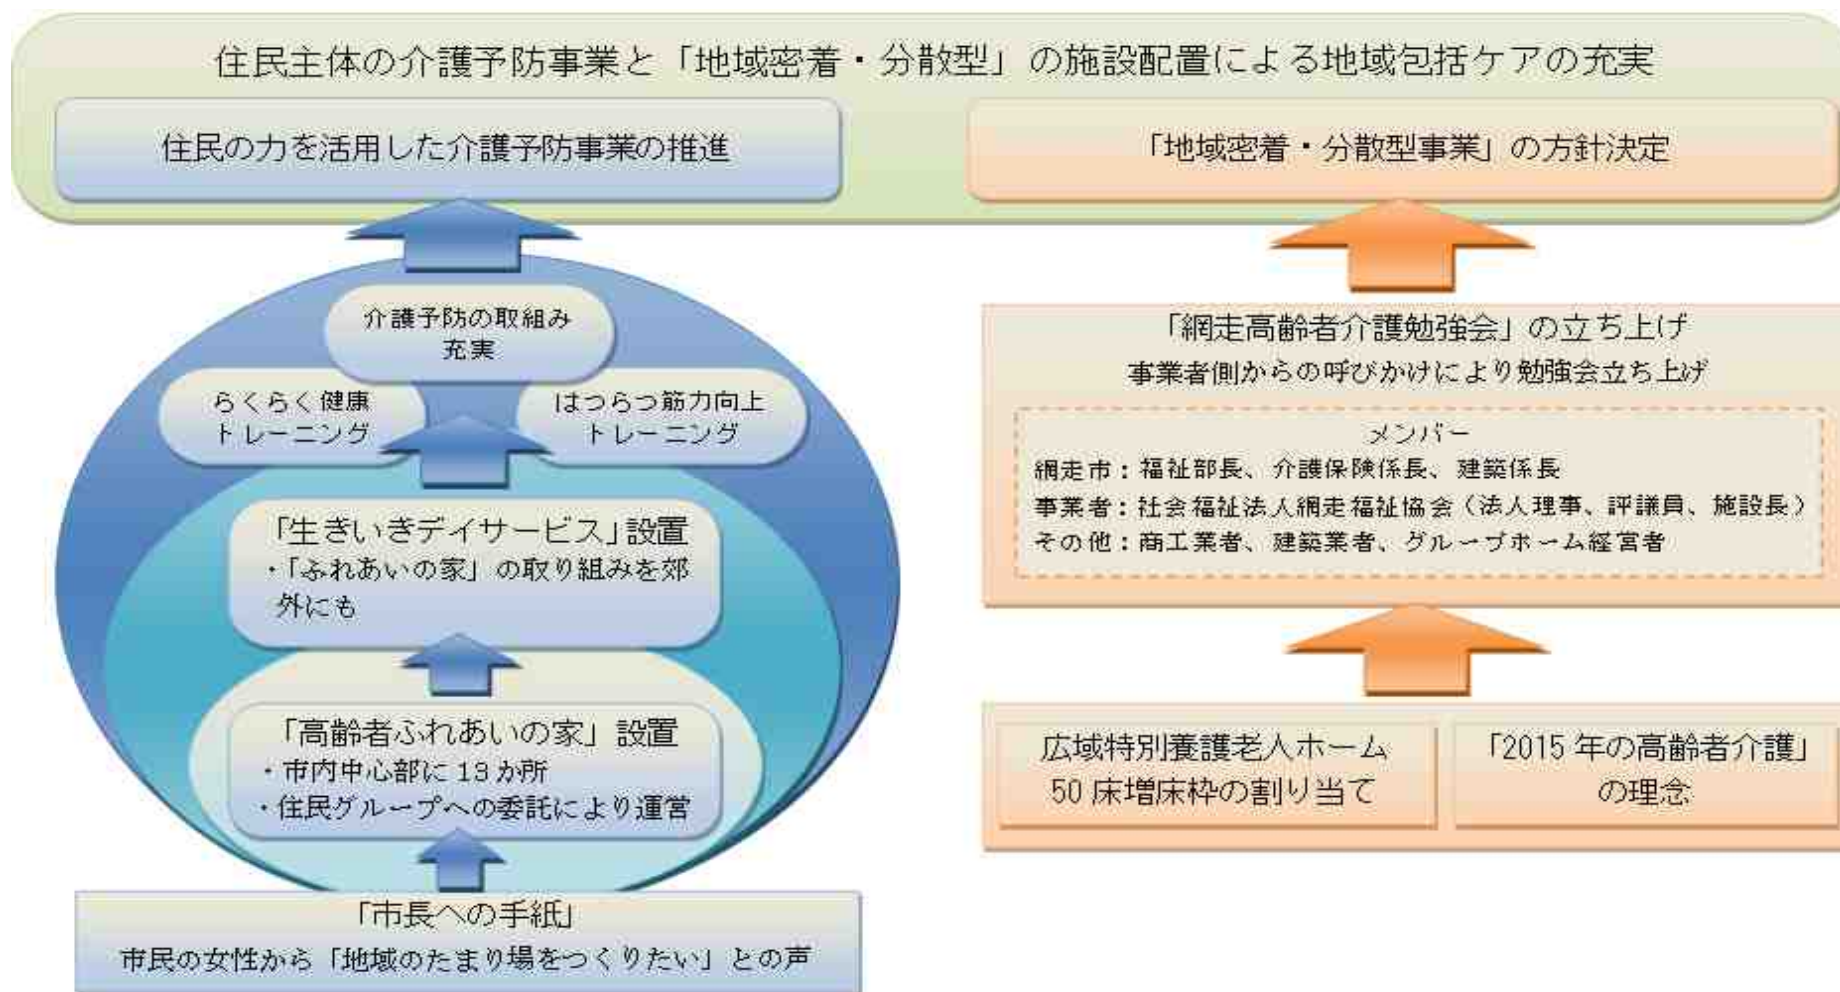 住民主体の介護予防事業と「地域密着・分散型」の施設配置による地域包括ケアの充実
住民の力を活用した介護予防事業の推進
「地域密着・分散型事業」の方針決定
介護予防の取組み
充実
らくらく健康
トレーニング
はつらつ筋力向上
トレーニング
「生きいきデイサービス」設置
・「ふれあいの家」の取り組みを郊
外にも
「高齢者ふれあいの家」設置
・市内中心部に13か所
・住民グループへの委託により運営
「市長への手紙」
市民の女性から「地域のたまり場をつくりたい」との声
「網走高齢者介護勉強会」の立ち上げ
事業者側からの呼びかけにより勉強会立ち上げ
メンバー
網走市：福祉部長、介護保険係長、建築係長
事業者：社会福祉法人網走福祉協会（法人理事、評議員、施設長）
その他：商工業者、建築業者、グループホーム経営者
広域特別養護老人ホーム
50床増床枠の割り当て
「2015年の高齢者介護」
の理念